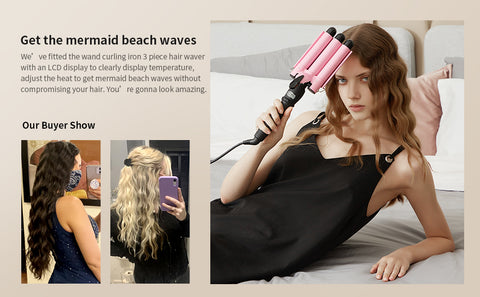 Get the mermaid beach waves
We’ ve fitted the wand curling iron 3 piece hair waver
with an LCD display to clearly display temperature,
adjust the heat to get mermaid beach waves without
compromising your hair. You’ re gonna look amazing.
Our Buyer Show